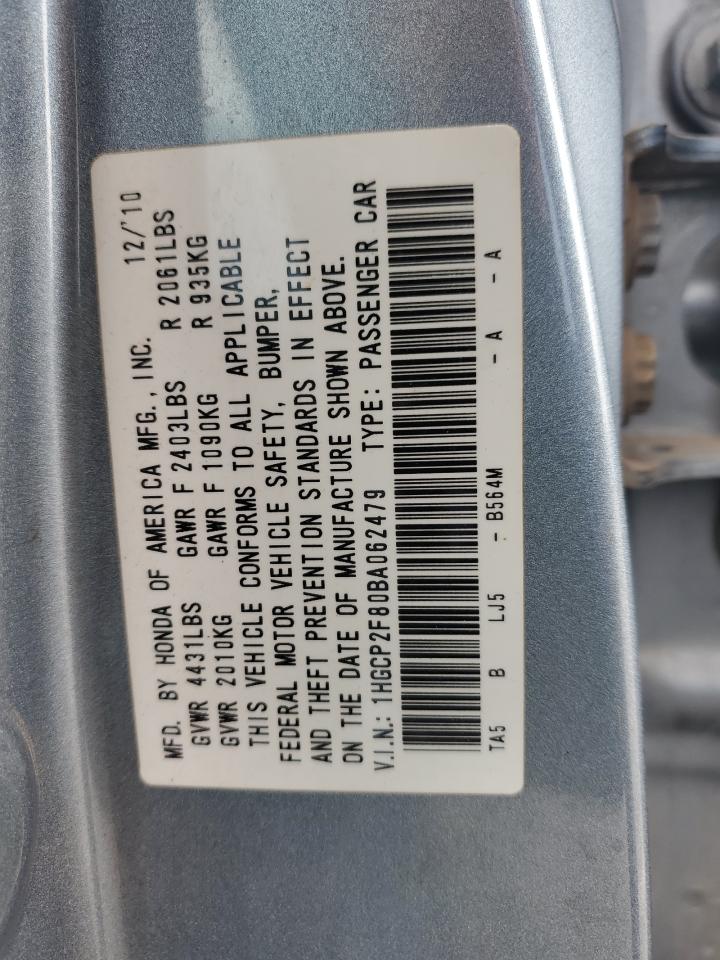 MFD. BY HONDA OF AMERICA MFG., INC. 12/'10
GVWR 4431LBS GAWR F 2403LBS R 2061LBS
GVWR 2010KG GAWR F 1090KG R 935KG
THIS VEHICLE CONFORMS TO ALL APPLICABLE
FEDERAL MOTOR VEHICLE SAFETY, BUMPER,
AND THEFT PREVENTION STANDARDS IN EFFECT
ON THE DATE OF MANUFACTURE SHOWN ABOVE.
V.I.N.: 1HGCP2F80BA062479 TYPE: PASSENGER CAR
TA5 B LJ5 - B564M - A - A